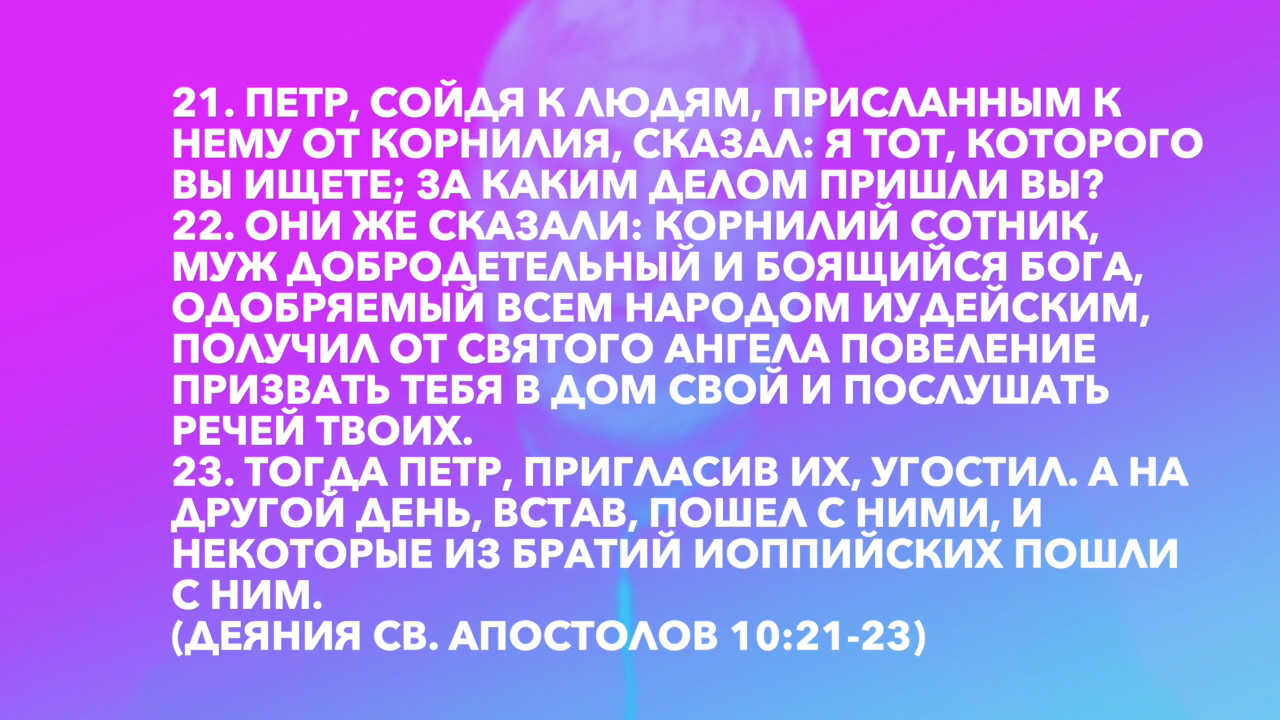 21. ПЕТР, СОЙДЯ К ЛЮДЯМ, ПРИСЛАННЫМ К
НЕМУ ОТ КОРНИЛИЯ, СКАЗАЛ: Я ТОТ, КОТОРОГО
ВЫ ИЩЕТЕ; ЗА КАКИМ ДЕЛОМ ПРИШЛИ ВЫ?
22. ОНИ ЖЕ СКАЗАЛИ: КОРНИЛИЙ СОТНИК,
МУЖ ДОБРОДЕТЕЛЬНЫЙ И БОЯЩИЙСЯ БОГА,
ОДОБРЯЕМЫЙ ВСЕМ НАРОДОМ ИУДЕЙСКИМ,
ПОЛУЧИЛ ОТ СВЯТОГО АНГЕЛА ПОВЕЛЕНИЕ
ПРИЗВАТЬ ТЕБЯ В ДОМ СВОЙ И ПОСЛУШАТЬ
РЕЧЕЙ ТВОИХ.
23. ТОГДА ПЕТР, ПРИГЛАСИВ ИХ, УГОСТИЛ. А НА
ДРУГОЙ ДЕНЬ, ВСТАВ, ПОШЕЛ С НИМИ, И
НЕКОТОРЫЕ ИЗ БРАТИЙ ИОППИЙСКИХ ПОШЛИ
С НИМ.
(ДЕЯНИЯ СВ. АПОСТОЛОВ 10:21-23)